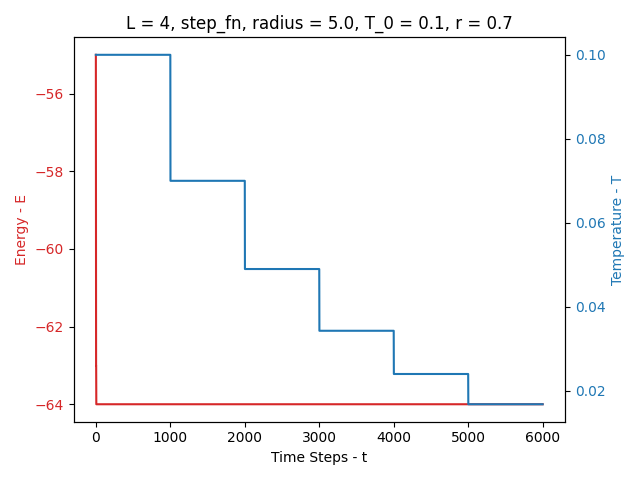 L = 4, step_fn, radius = 5.0, T_0 = 0.1, r = 0.7
Energy - E
−56
−58
−60
−62
−64
0.10
0.08
0.06
0.04
0.02
Temperature - T
0 1000 2000 3000 4000 5000 6000
Time Steps - t